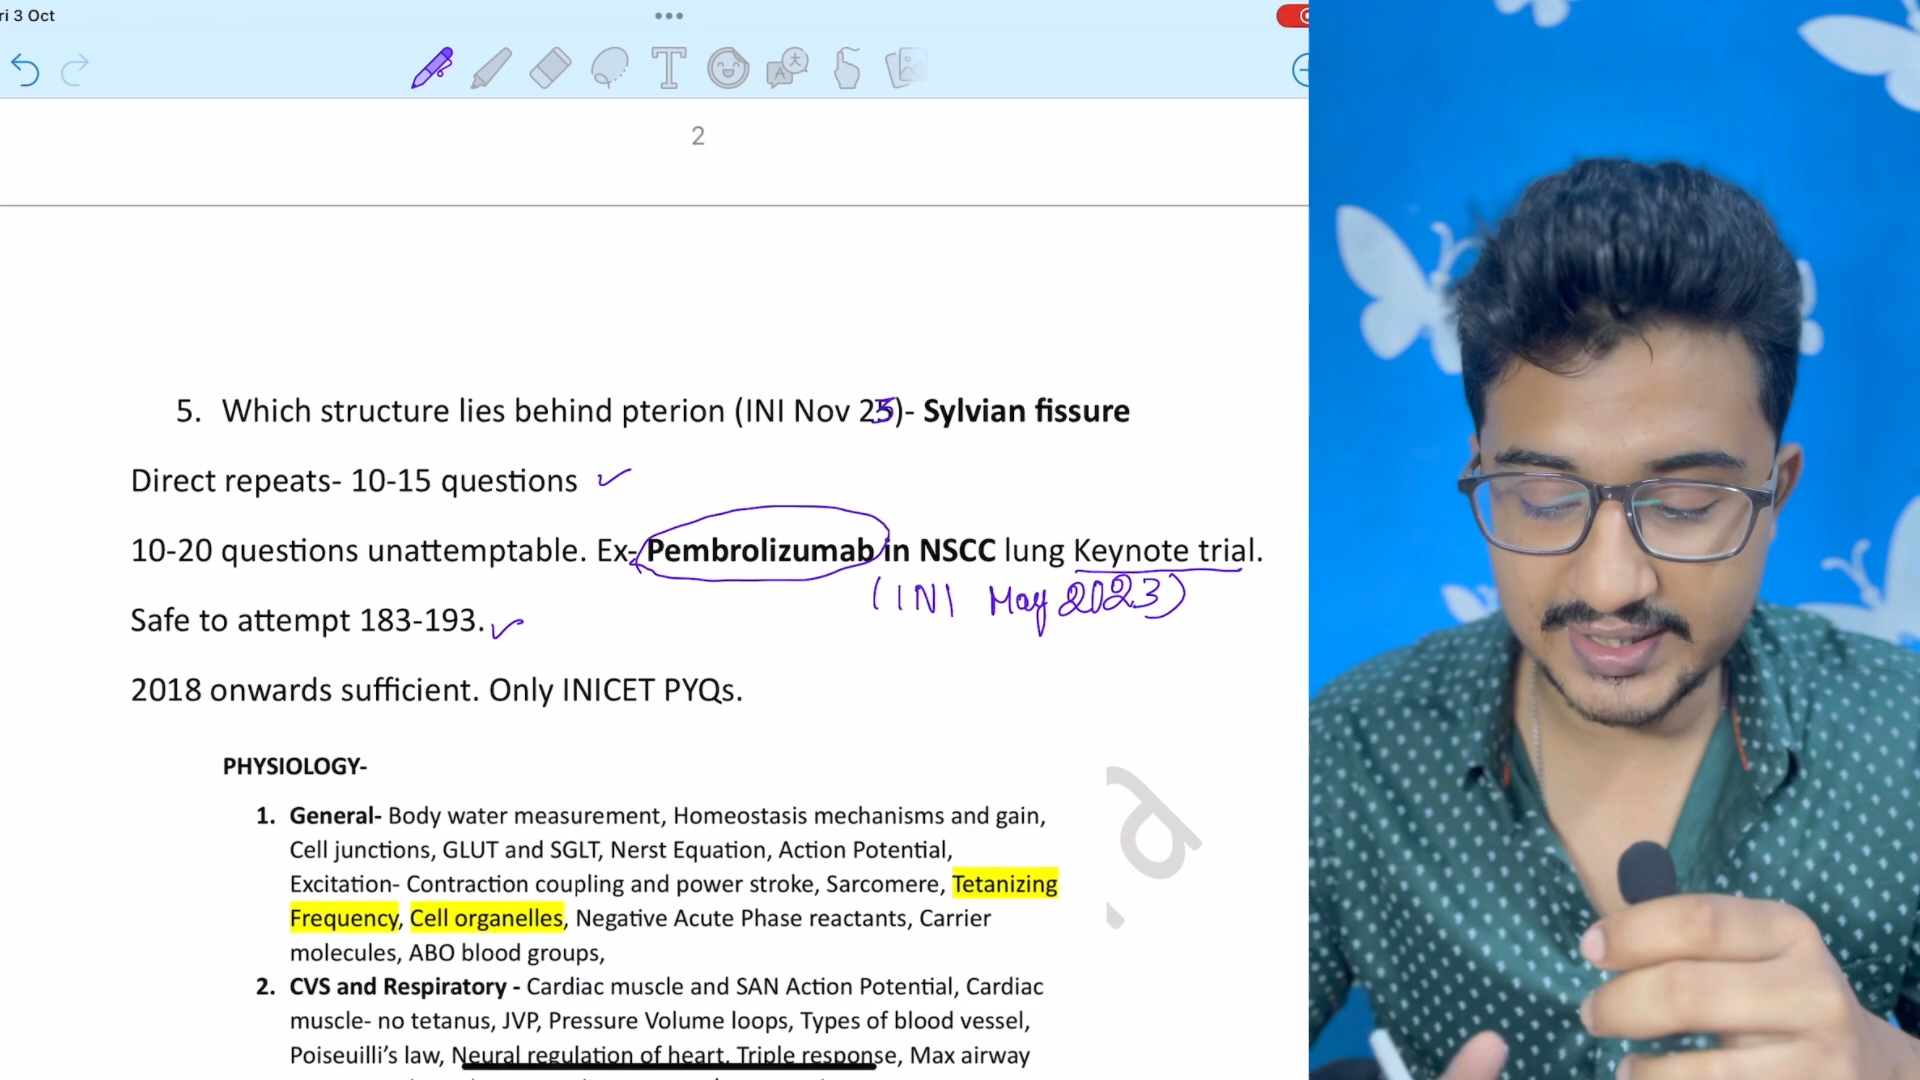 ri 3 Oct
2
5. Which structure lies behind pterion (INI Nov 25)- Sylvian fissure
Direct repeats- 10-15 questions
10-20 questions unattemptable. Ex- Pembrolizumab in NSCC lung Keynote trial.
(INI May 2023)
Safe to attempt 183-193.
2018 onwards sufficient. Only INICET PYQs.
PHYSIOLOGY-
1. General- Body water measurement, Homeostasis mechanisms and gain,
Cell junctions, GLUT and SGLT, Nerst Equation, Action Potential,
Excitation- Contraction coupling and power stroke, Sarcomere, Tetanizing
Frequency, Cell organelles, Negative Acute Phase reactants, Carrier
molecules, ABO blood groups,
2. CVS and Respiratory - Cardiac muscle and SAN Action Potential, Cardiac
muscle- no tetanus, JVP, Pressure Volume loops, Types of blood vessel,
Poiseuilli's law, Neural regulation of heart, Triple response, Max airway